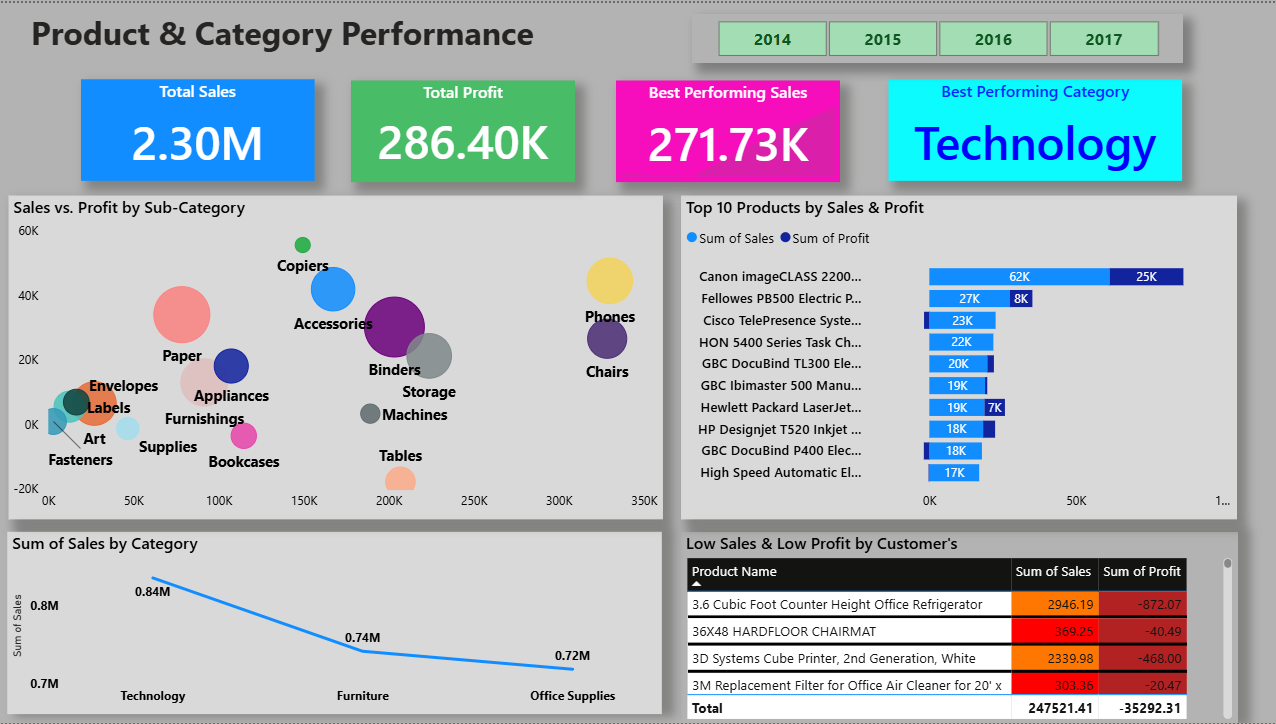 Product & Category Performance
2014 2015 2016 2017
Total Sales
2.30M
Total Profit
286.40K
Best Performing Sales
271.73K
Best Performing Category
Technology
Sales vs. Profit by Sub-Category
60K
40K
20K
0K
-20K
0K 50K 100K 150K 200K 250K 300K 350K
Copiers
Accessories
Phones
Paper
Binders
Chairs
Envelopes
Appliances
Storage
Labels
Furnishings
Machines
Art
Supplies
Fasteners
Bookcases
Tables
Top 10 Products by Sales & Profit
Sum of Sales Sum of Profit
Canon imageCLASS 2200... 62K 25K
Fellowes PB500 Electric P... 27K 8K
Cisco TelePresence Syste... 23K
HON 5400 Series Task Ch... 22K
GBC DocuBind TL300 Ele... 20K
GBC Ibimaster 500 Manu... 19K
Hewlett Packard LaserJet... 19K 7K
HP Designjet T520 Inkjet ... 18K
GBC DocuBind P400 Elec... 18K
High Speed Automatic El... 17K
0K 50K 1...
Sum of Sales by Category
Sum of Sales
0.8M
0.7M
0.84M
0.74M
0.72M
Technology Furniture Office Supplies
Low Sales & Low Profit by Customer's
Product Name Sum of Sales Sum of Profit
3.6 Cubic Foot Counter Height Office Refrigerator 2946.19 -872.07
36X48 HARDFLOOR CHAIRMAT 369.25 -40.49
3D Systems Cube Printer, 2nd Generation, White 2339.98 -468.00
3M Replacement Filter for Office Air Cleaner for 20' x 303.36 -20.47
Total 247521.41 -35292.31